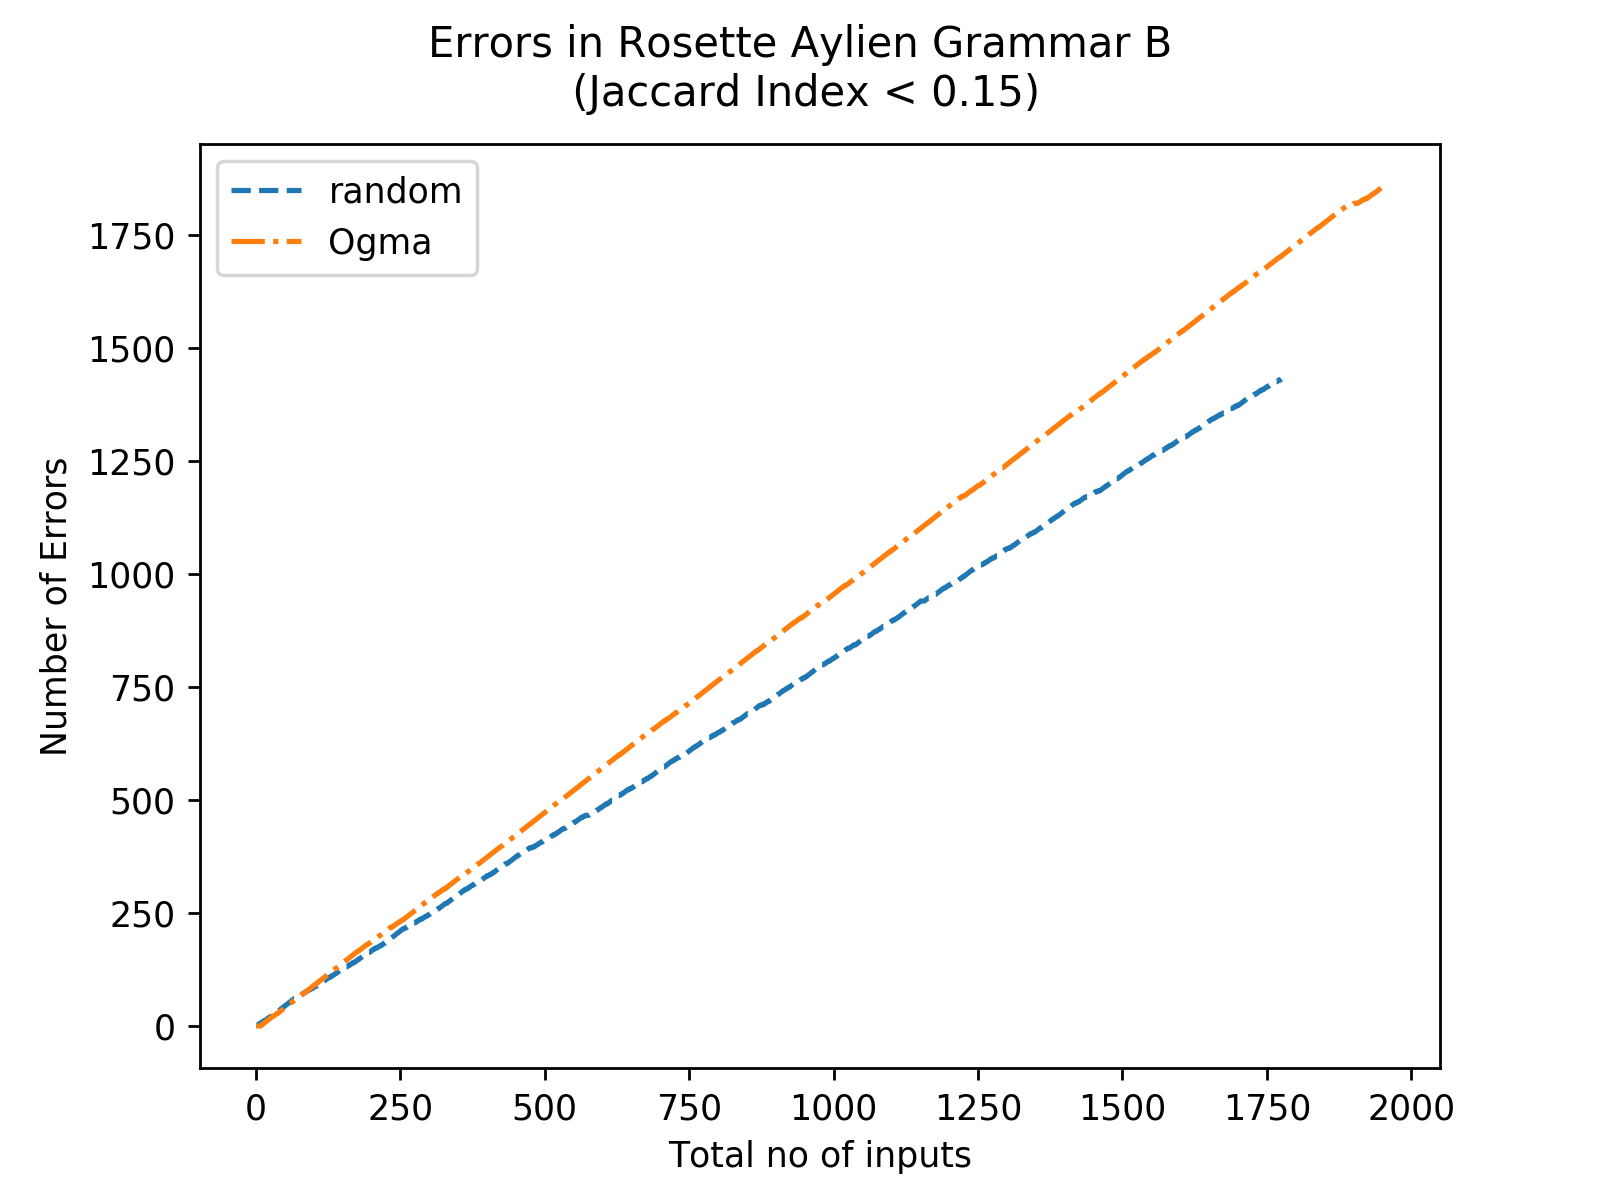 Errors in Rosette Aylien Grammar B
(Jaccard Index < 0.15)
random
Ogma
1750
1500
1250
1000
750
500
250
0
Number of Errors
0 250 500 750 1000 1250 1500 1750 2000
Total no of inputs